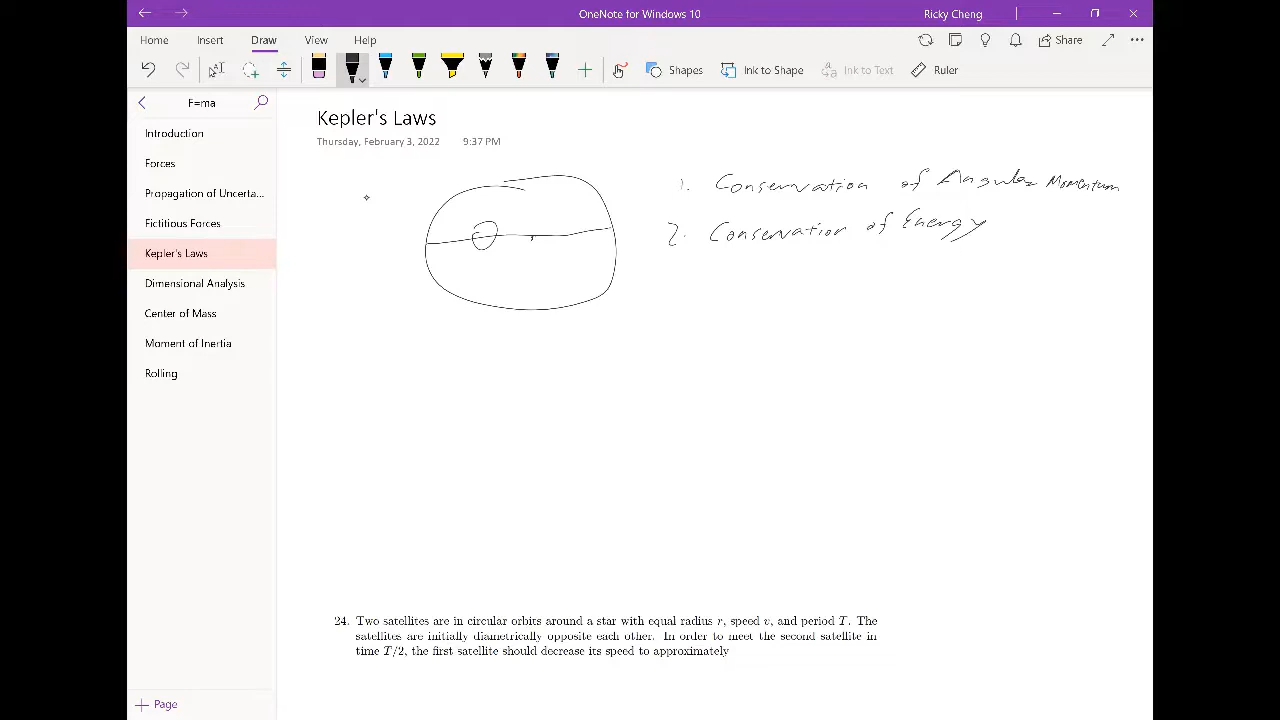 OneNote for Windows 10
Ricky Cheng
Home Insert Draw View Help
Share
Shapes Ink to Shape Ink to Text Ruler
F=ma
Introduction
Forces
Propagation of Uncerta...
Fictitious Forces
Kepler's Laws
Dimensional Analysis
Center of Mass
Moment of Inertia
Rolling
Page
Kepler's Laws
Thursday, February 3, 2022 9:37 PM
1. Conservation of Angular Momentum
2. Conservation of Energy
24. Two satellites are in circular orbits around a star with equal radius r, speed v, and period T. The
satellites are initially diametrically opposite each other. In order to meet the second satellite in
time T/2, the first satellite should decrease its speed to approximately